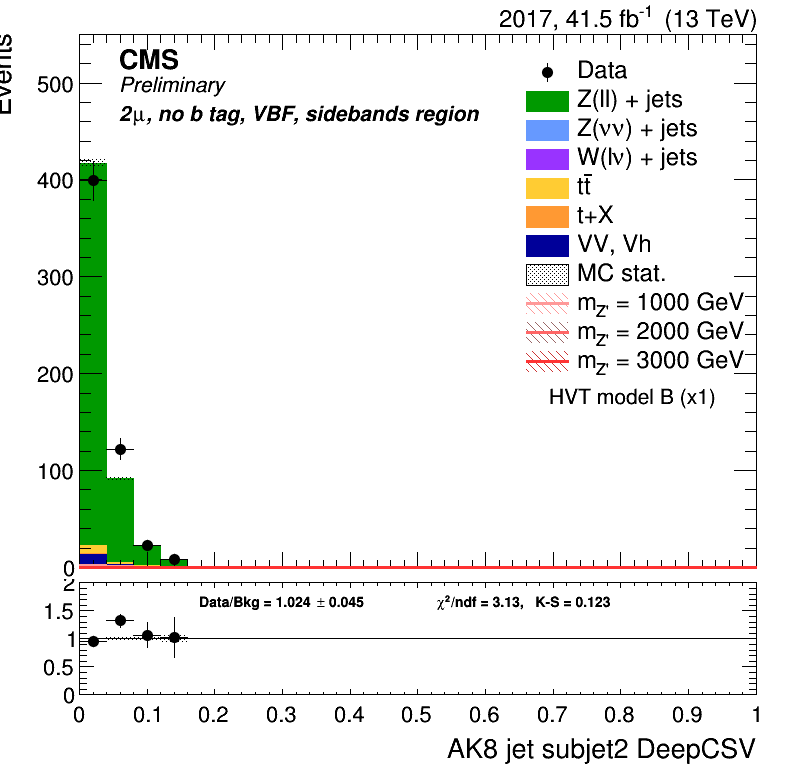 2017, 41.5 fb⁻¹ (13 TeV)
Events
CMS
Preliminary
2μ, no b tag, VBF, sidebands region
Data
Z(ll) + jets
Z(νν) + jets
W(lν) + jets
tt̄
t+X
VV, Vh
MC stat.
m_Z' = 1000 GeV
m_Z' = 2000 GeV
m_Z' = 3000 GeV
HVT model B (x1)
500
400
300
200
100
0
Data/Bkg = 1.024 ± 0.045
χ²/ndf = 3.13, K-S = 0.123
2
1.5
1
0.5
0
0 0.1 0.2 0.3 0.4 0.5 0.6 0.7 0.8 0.9 1
AK8 jet subjet2 DeepCSV